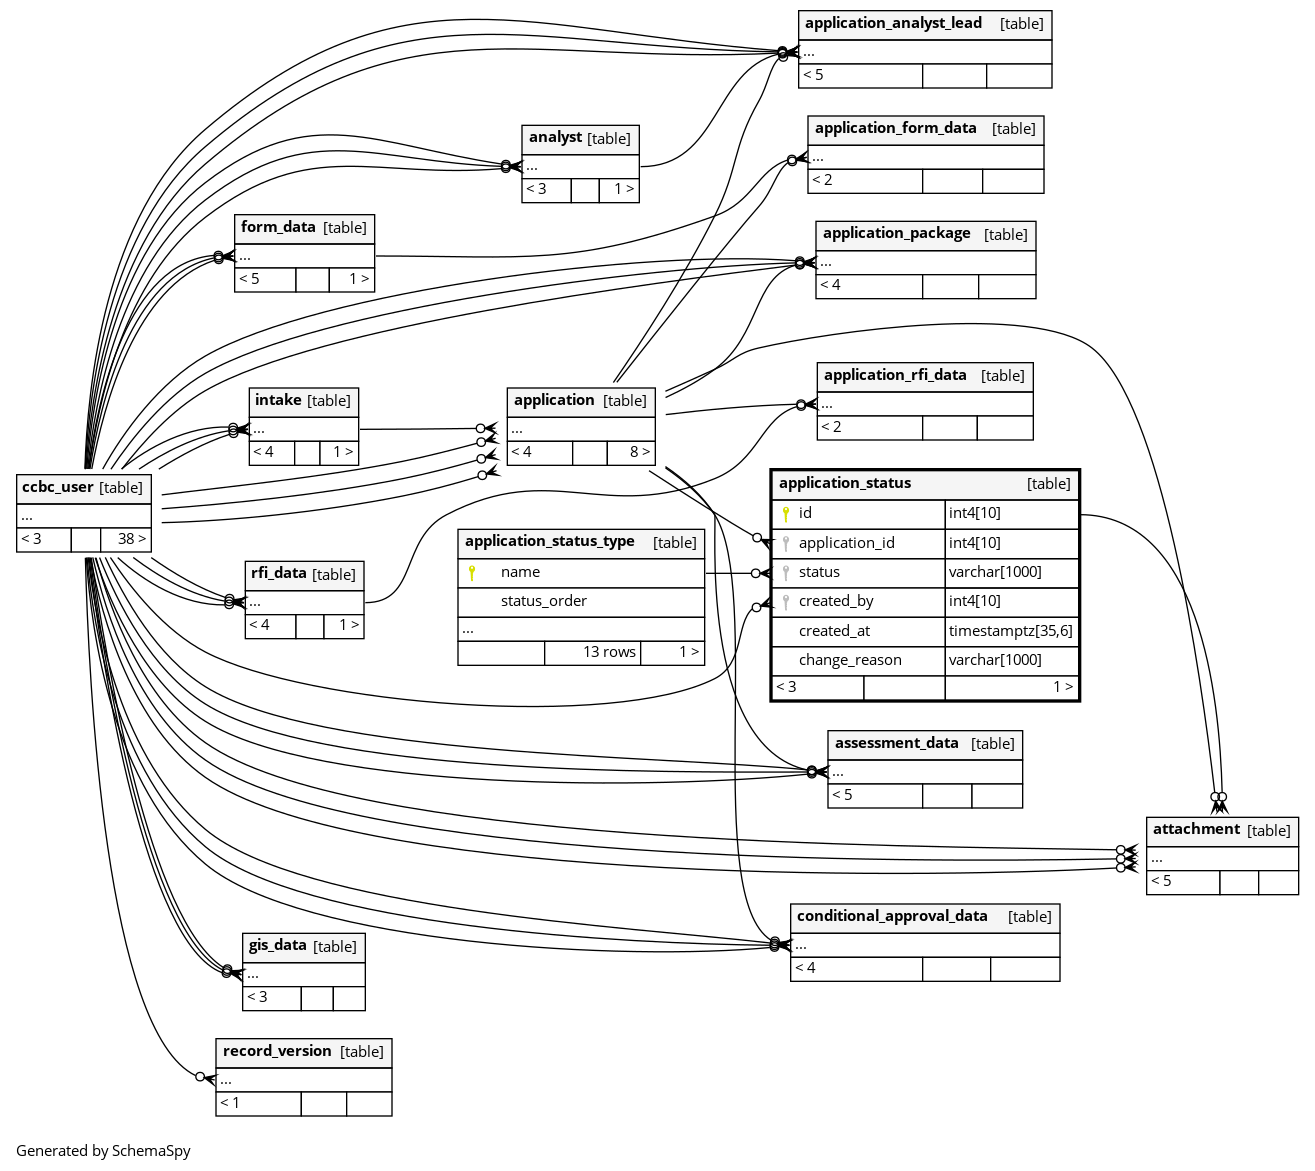 application_analyst_lead [table]
...
< 5
analyst [table]
...
< 3 1 >
application_form_data [table]
...
< 2
form_data [table]
...
< 5 1 >
application_package [table]
...
< 4
intake [table]
...
< 4 1 >
application [table]
...
< 4 8 >
application_rfi_data [table]
...
< 2
ccbc_user [table]
...
< 3 38 >
application_status [table]
id int4[10]
application_id int4[10]
status varchar[1000]
created_by int4[10]
created_at timestamptz[35,6]
change_reason varchar[1000]
< 3 1 >
application_status_type [table]
name
status_order
...
13 rows 1 >
rfi_data [table]
...
< 4 1 >
assessment_data [table]
...
< 5
attachment [table]
...
< 5
conditional_approval_data [table]
...
< 4
gis_data [table]
...
< 3
record_version [table]
...
< 1
Generated by SchemaSpy